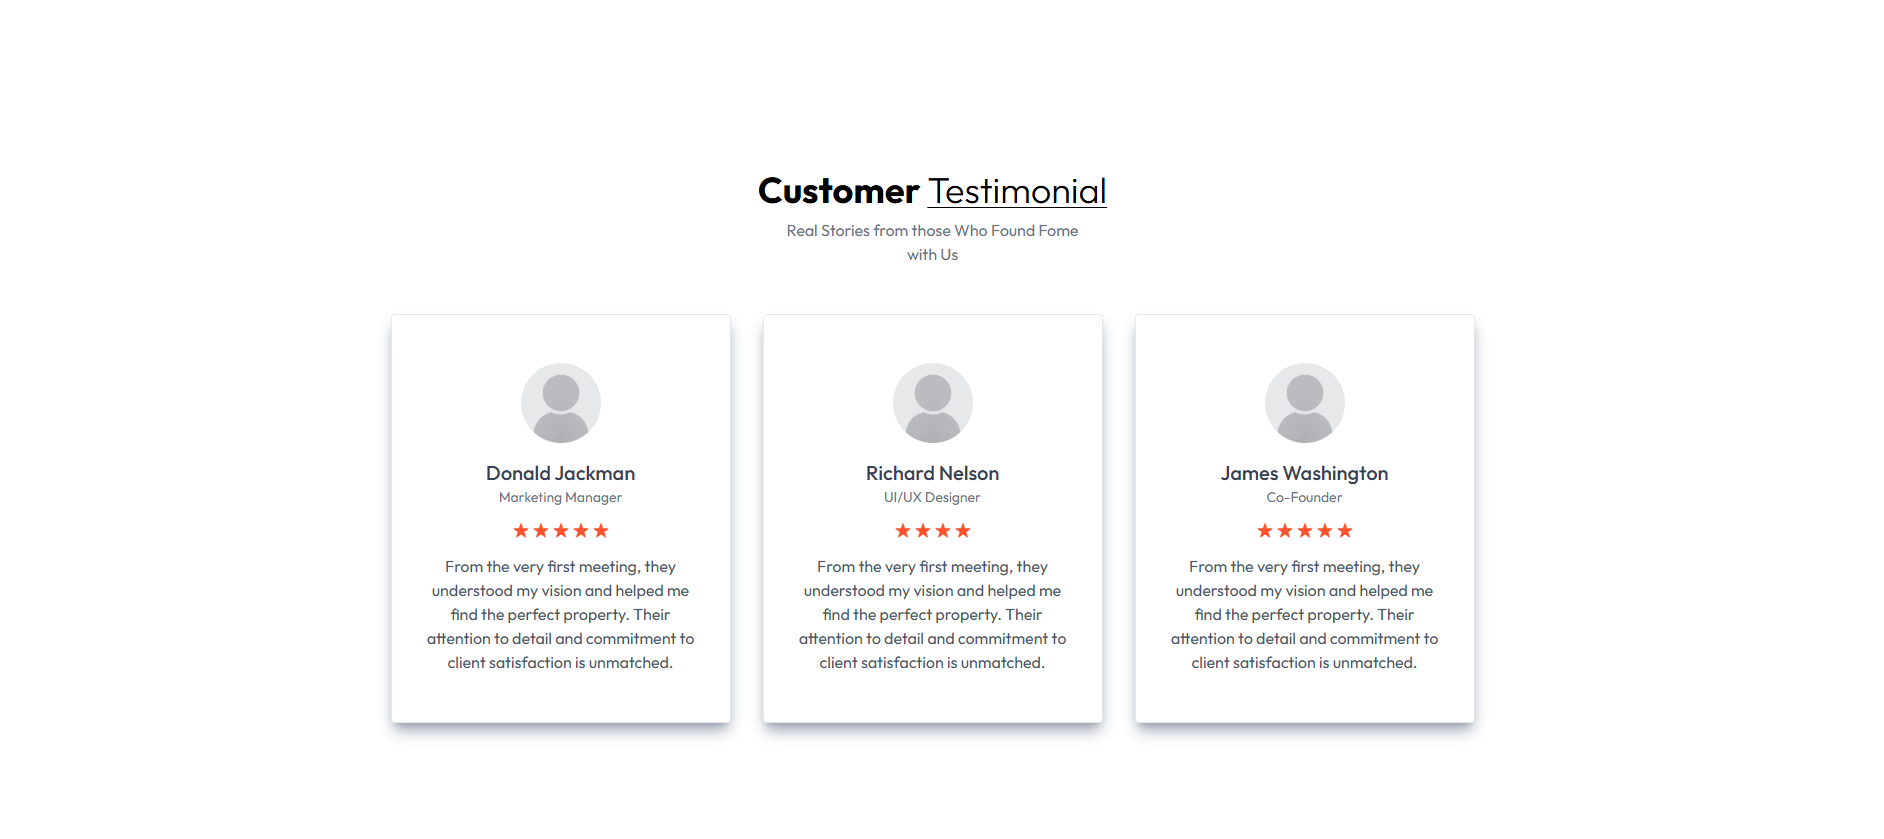 Customer Testimonial
Real Stories from those Who Found Fome
with Us
Donald Jackman
Marketing Manager
From the very first meeting, they
understood my vision and helped me
find the perfect property. Their
attention to detail and commitment to
client satisfaction is unmatched.
Richard Nelson
UI/UX Designer
From the very first meeting, they
understood my vision and helped me
find the perfect property. Their
attention to detail and commitment to
client satisfaction is unmatched.
James Washington
Co-Founder
From the very first meeting, they
understood my vision and helped me
find the perfect property. Their
attention to detail and commitment to
client satisfaction is unmatched.